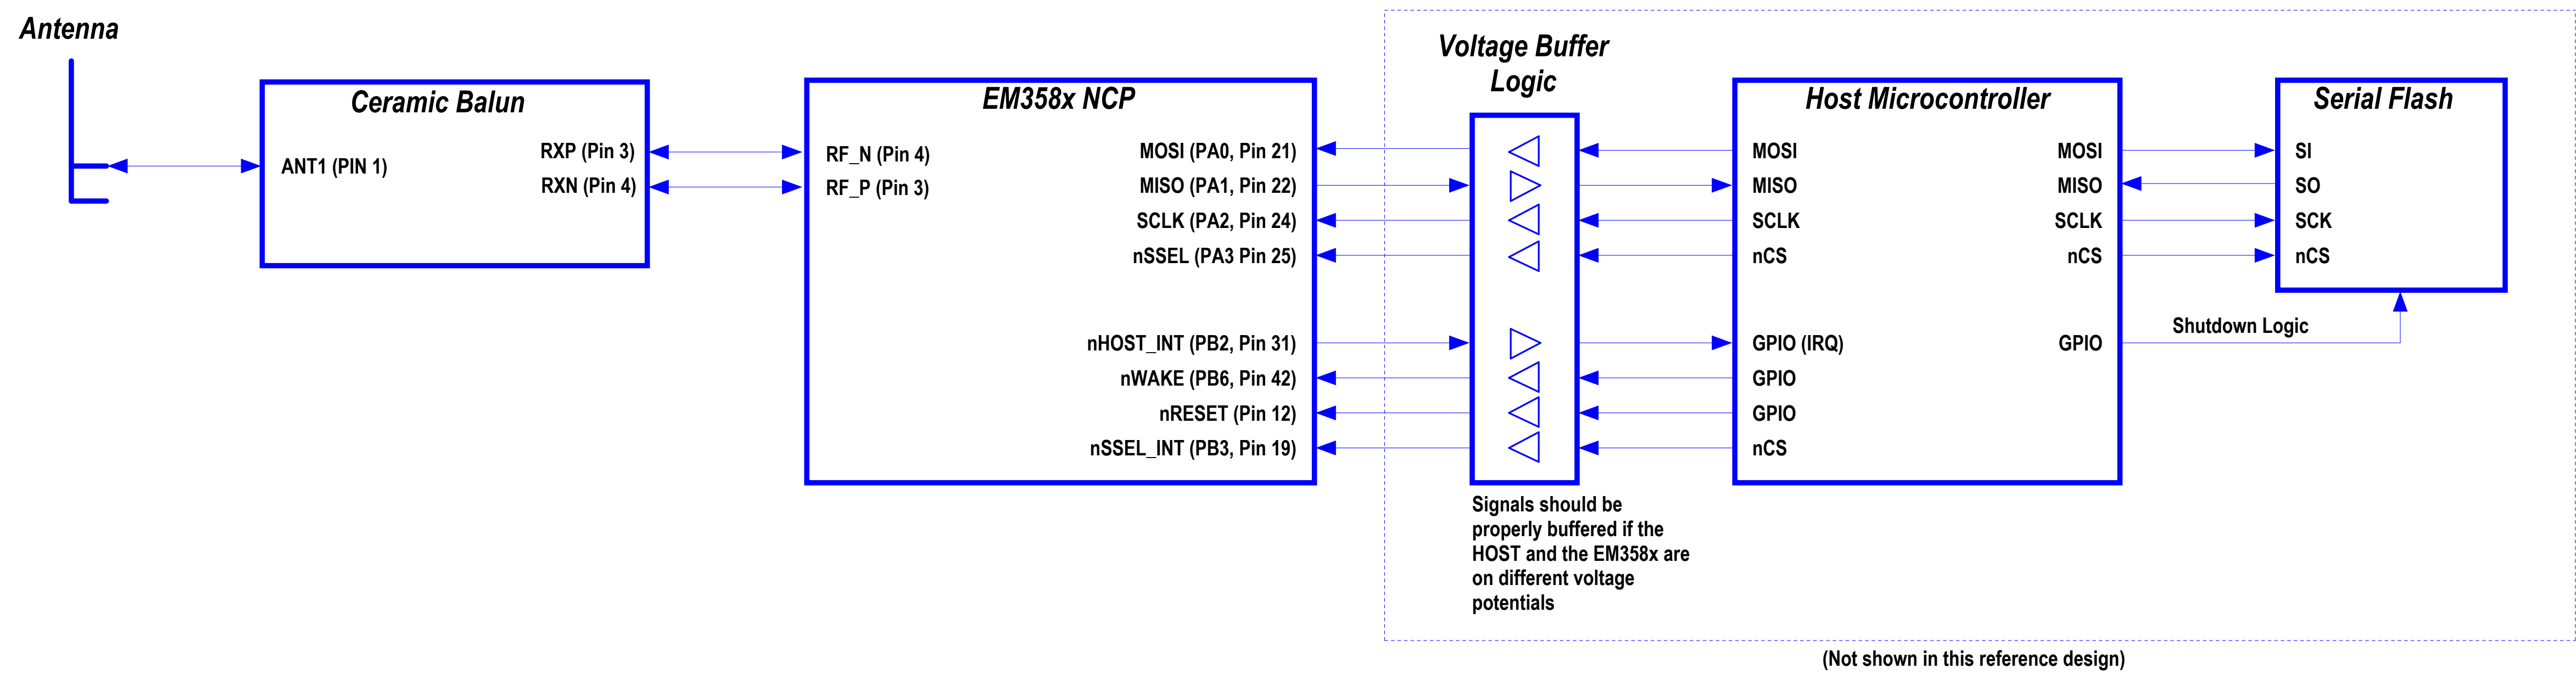 Antenna
Ceramic Balun
ANT1 (PIN 1)
RXP (Pin 3)
RXN (Pin 4)
EM358x NCP
RF_N (Pin 4)
RF_P (Pin 3)
MOSI (PA0, Pin 21)
MISO (PA1, Pin 22)
SCLK (PA2, Pin 24)
nSSEL (PA3 Pin 25)
nHOST_INT (PB2, Pin 31)
nWAKE (PB6, Pin 42)
nRESET (Pin 12)
nSSEL_INT (PB3, Pin 19)
Voltage Buffer
Logic
Signals should be
properly buffered if the
HOST and the EM358x are
on different voltage
potentials
Host Microcontroller
MOSI
MISO
SCLK
nCS
GPIO (IRQ)
GPIO
GPIO
nCS
MOSI
MISO
SCLK
nCS
GPIO
Shutdown Logic
Serial Flash
SI
SO
SCK
nCS
(Not shown in this reference design)